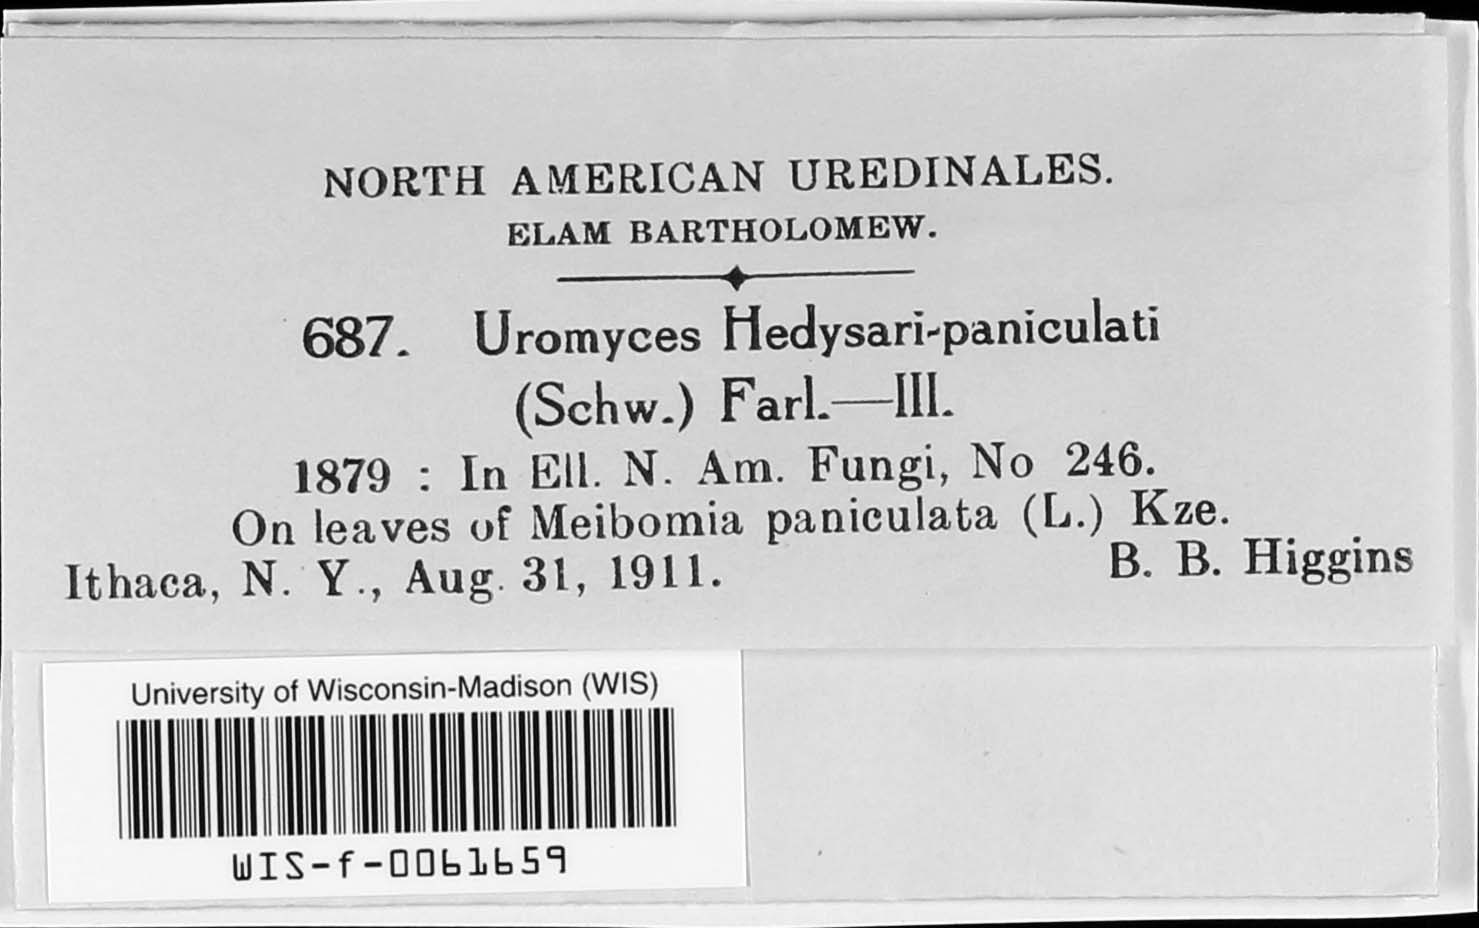 NORTH AMERICAN UREDINALES.
ELAM BARTHOLOMEW.
687. Uromyces Hedysari-paniculati
(Schw.) Farl.—III.
1879 : In Ell. N. Am. Fungi, No 246.
On leaves of Meibomia paniculata (L.) Kze.
Ithaca, N. Y., Aug. 31, 1911. B. B. Higgins
University of Wisconsin-Madison (WIS)
WIS-f-0061659